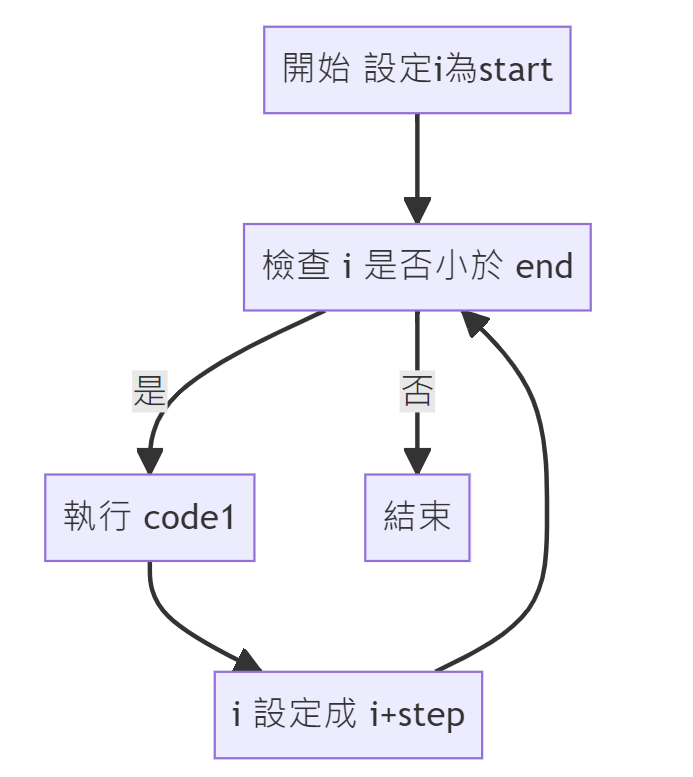 開始 設定i為start
檢查 i 是否小於 end
是
否
執行 code1
結束
i 設定成 i+step